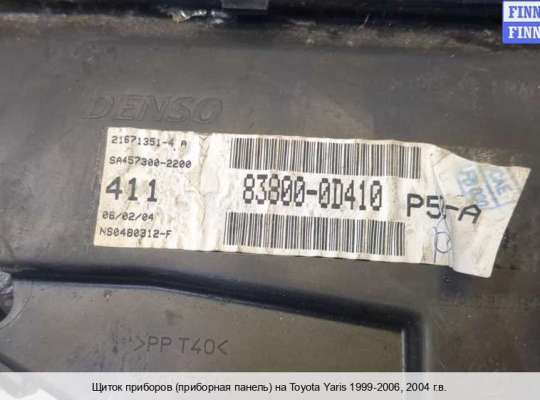 FINN
FINN
DENSO
21671351-4 A
SA457300-2200
411
83800-0D410
P5-A
06/02/04
NS0480312-F
>PP T40<
Щиток приборов (приборная панель) на Toyota Yaris 1999-2006, 2004 г.в.